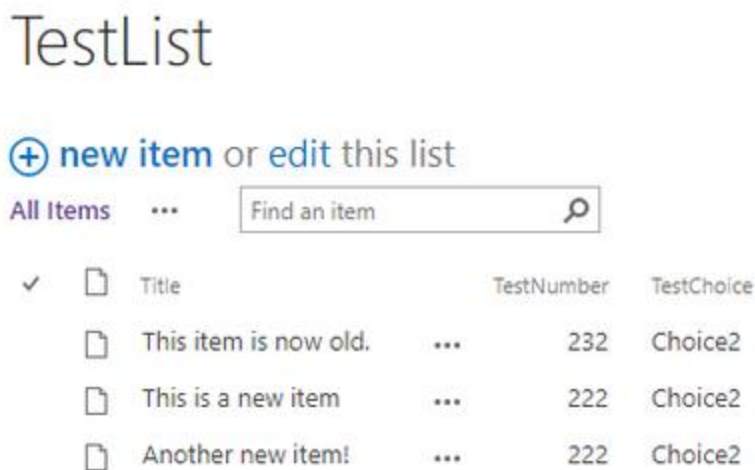 TestList
new item or edit this list
All Items ... Find an item
Title TestNumber TestChoice
This item is now old. ... 232 Choice2
This is a new item ... 222 Choice2
Another new item! ... 222 Choice2